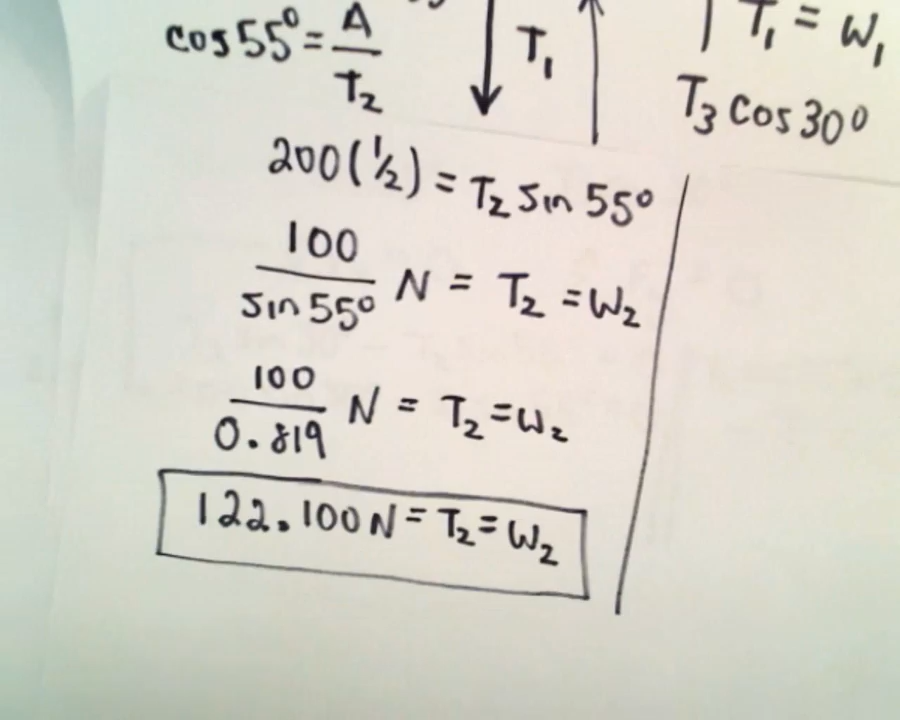 cos 55° = A / T₂
T₁
T₁ = W₁
T₃ cos 30°
200 (½) = T₂ sin 55°
100 / sin 55° N = T₂ = W₂
100 / 0.819 N = T₂ = W₂
122.100 N = T₂ = W₂